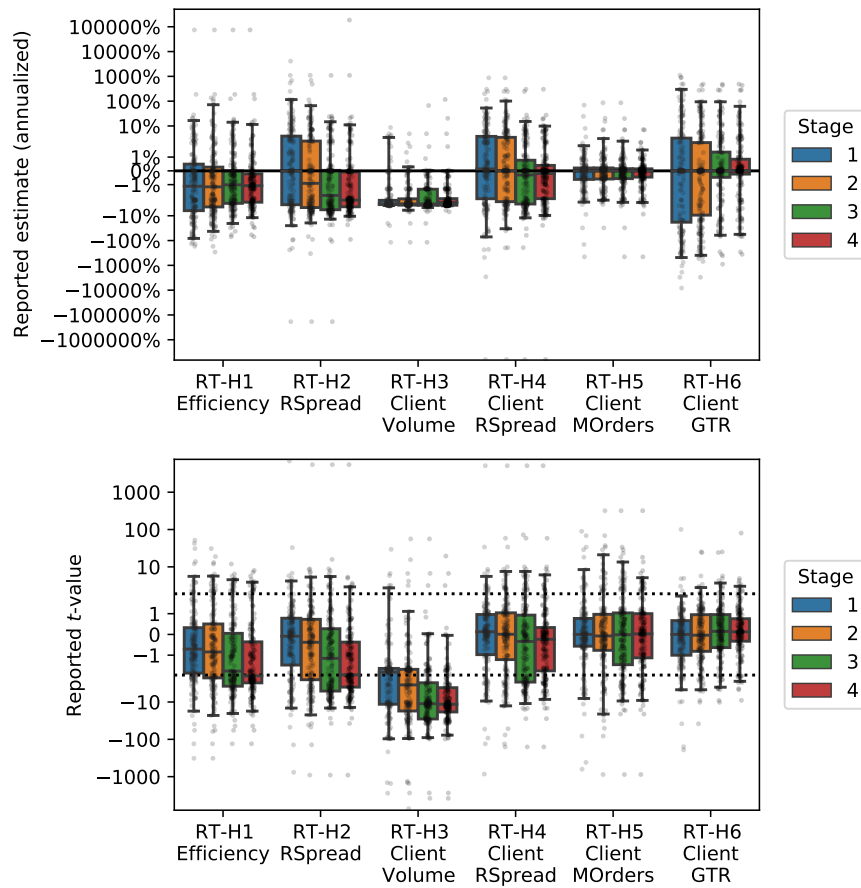 100000%
10000%
1000%
100%
10%
1%
0%
−1%
−10%
−100%
−1000%
−10000%
−100000%
−1000000%
Reported estimate (annualized)
RT-H1
Efficiency
RT-H2
RSpread
RT-H3
Client
Volume
RT-H4
Client
RSpread
RT-H5
Client
MOrders
RT-H6
Client
GTR
Stage
1
2
3
4
1000
100
10
1
0
−1
−10
−100
−1000
Reported t-value
RT-H1
Efficiency
RT-H2
RSpread
RT-H3
Client
Volume
RT-H4
Client
RSpread
RT-H5
Client
MOrders
RT-H6
Client
GTR
Stage
1
2
3
4